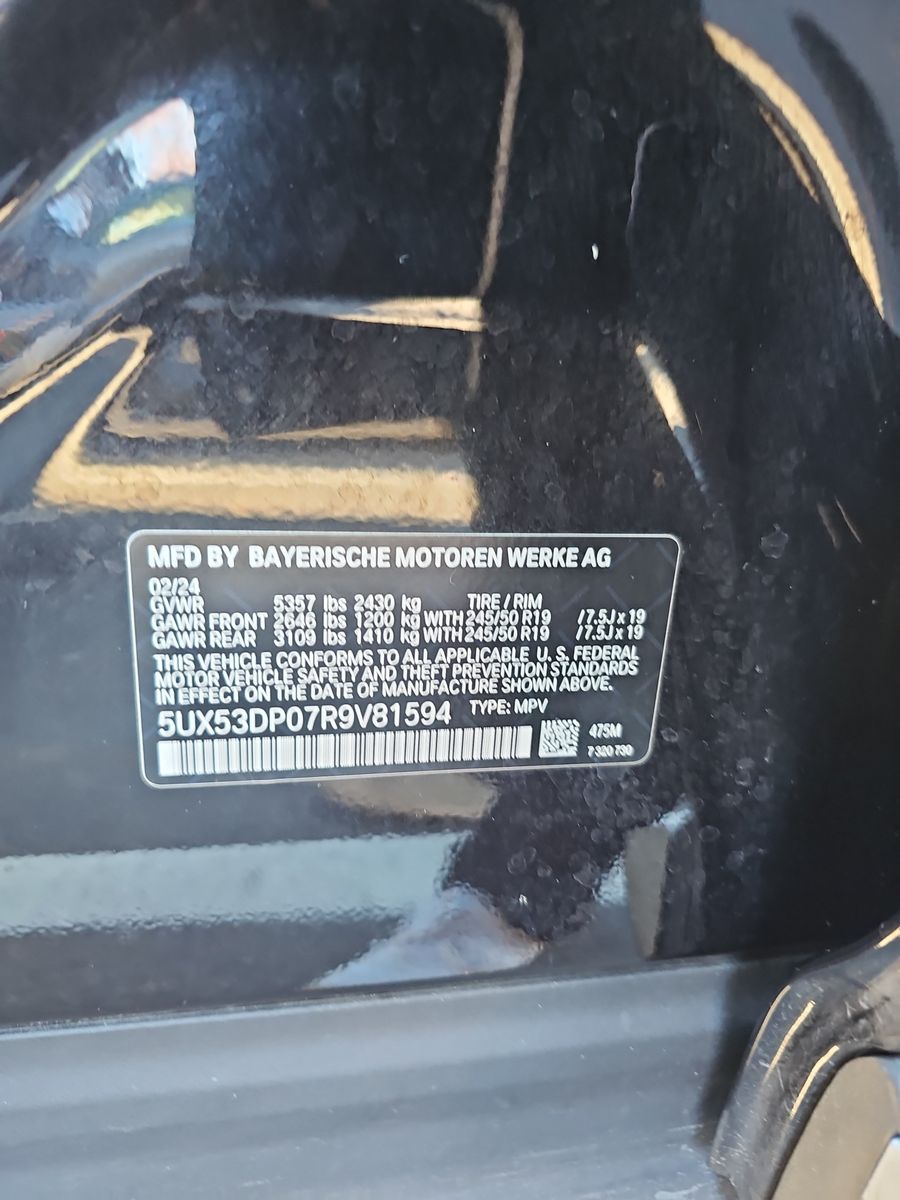 MFD BY BAYERISCHE MOTOREN WERKE AG
02/24
GVWR 5357 lbs 2430 kg TIRE / RIM
GAWR FRONT 2646 lbs 1200 kg WITH 245/50 R19 / 7.5J x 19
GAWR REAR 3109 lbs 1410 kg WITH 245/50 R19 / 7.5J x 19
THIS VEHICLE CONFORMS TO ALL APPLICABLE U. S. FEDERAL
MOTOR VEHICLE SAFETY AND THEFT PREVENTION STANDARDS
IN EFFECT ON THE DATE OF MANUFACTURE SHOWN ABOVE.
5UX53DP07R9V81594 TYPE: MPV
475M
7 320 730